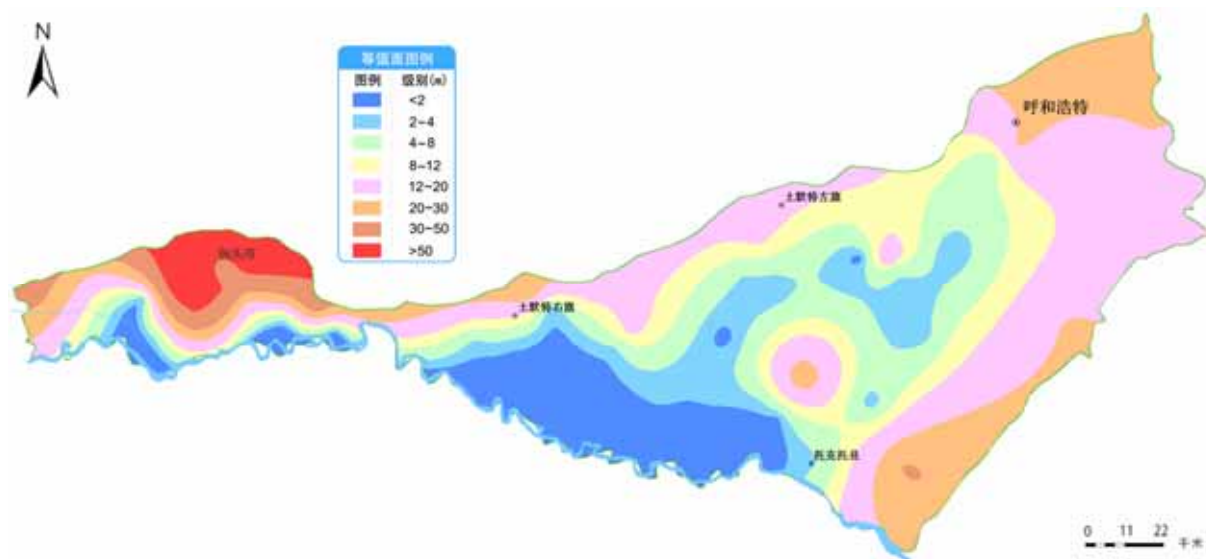 N
等值面图例
图例 级别(m)
<2
2~4
4~8
8~12
12~20
20~30
30~50
>50
呼和浩特
土默特左旗
包头市
土默特右旗
托克托县
0 11 22
千米